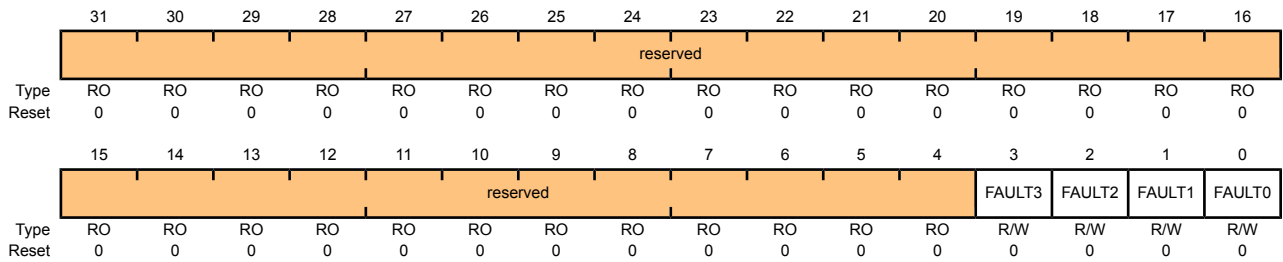 31 30 29 28 27 26 25 24 23 22 21 20 19 18 17 16
reserved
Type RO RO RO RO RO RO RO RO RO RO RO RO RO RO RO RO
Reset 0 0 0 0 0 0 0 0 0 0 0 0 0 0 0 0
15 14 13 12 11 10 9 8 7 6 5 4 3 2 1 0
reserved FAULT3 FAULT2 FAULT1 FAULT0
Type RO RO RO RO RO RO RO RO RO RO RO RO R/W R/W R/W R/W
Reset 0 0 0 0 0 0 0 0 0 0 0 0 0 0 0 0